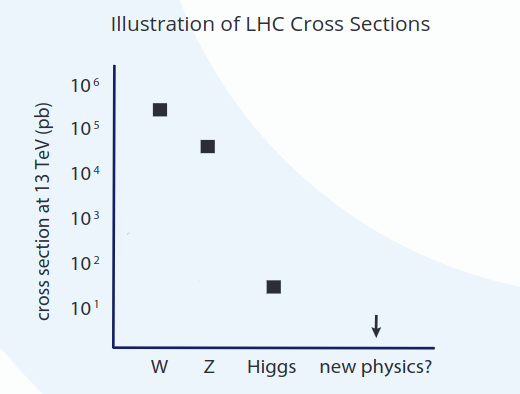 Illustration of LHC Cross Sections
cross section at 13 TeV (pb)
10⁶
10⁵
10⁴
10³
10²
10¹
W Z Higgs new physics?